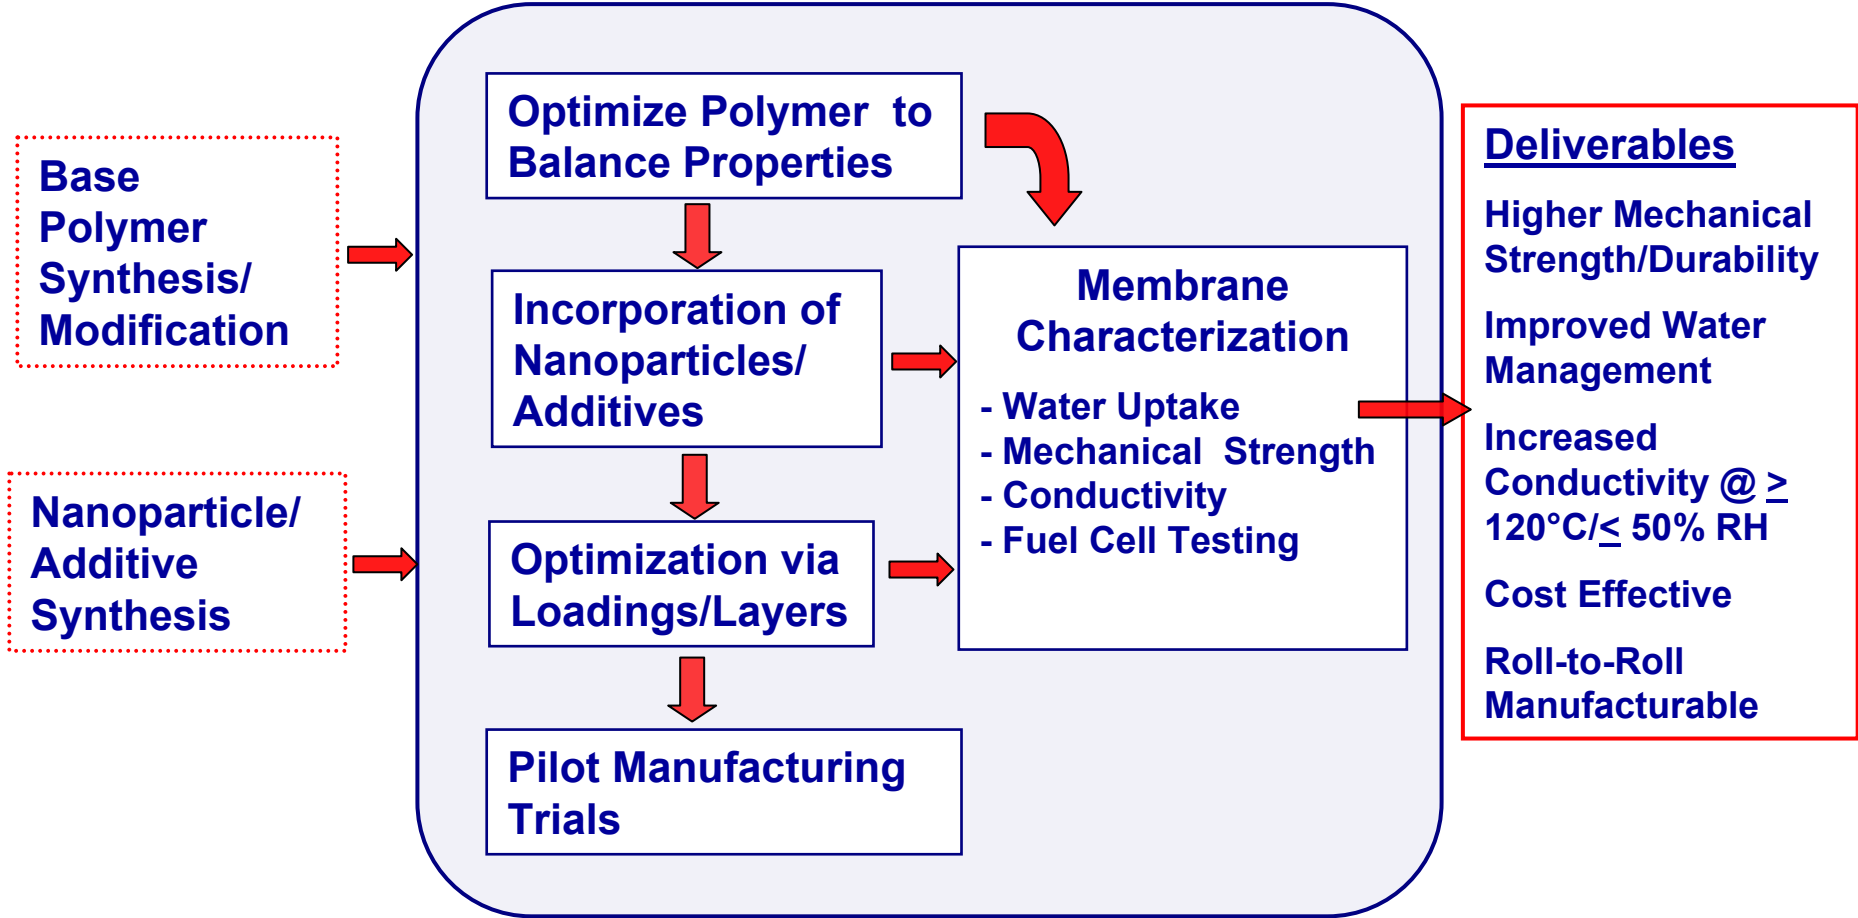 Base
Polymer
Synthesis/
Modification
Nanoparticle/
Additive
Synthesis
Optimize Polymer to
Balance Properties
Incorporation of
Nanoparticles/
Additives
Optimization via
Loadings/Layers
Pilot Manufacturing
Trials
Membrane
Characterization
- Water Uptake
- Mechanical Strength
- Conductivity
- Fuel Cell Testing
Deliverables
Higher Mechanical
Strength/Durability
Improved Water
Management
Increased
Conductivity @ ≥
120°C/≤ 50% RH
Cost Effective
Roll-to-Roll
Manufacturable